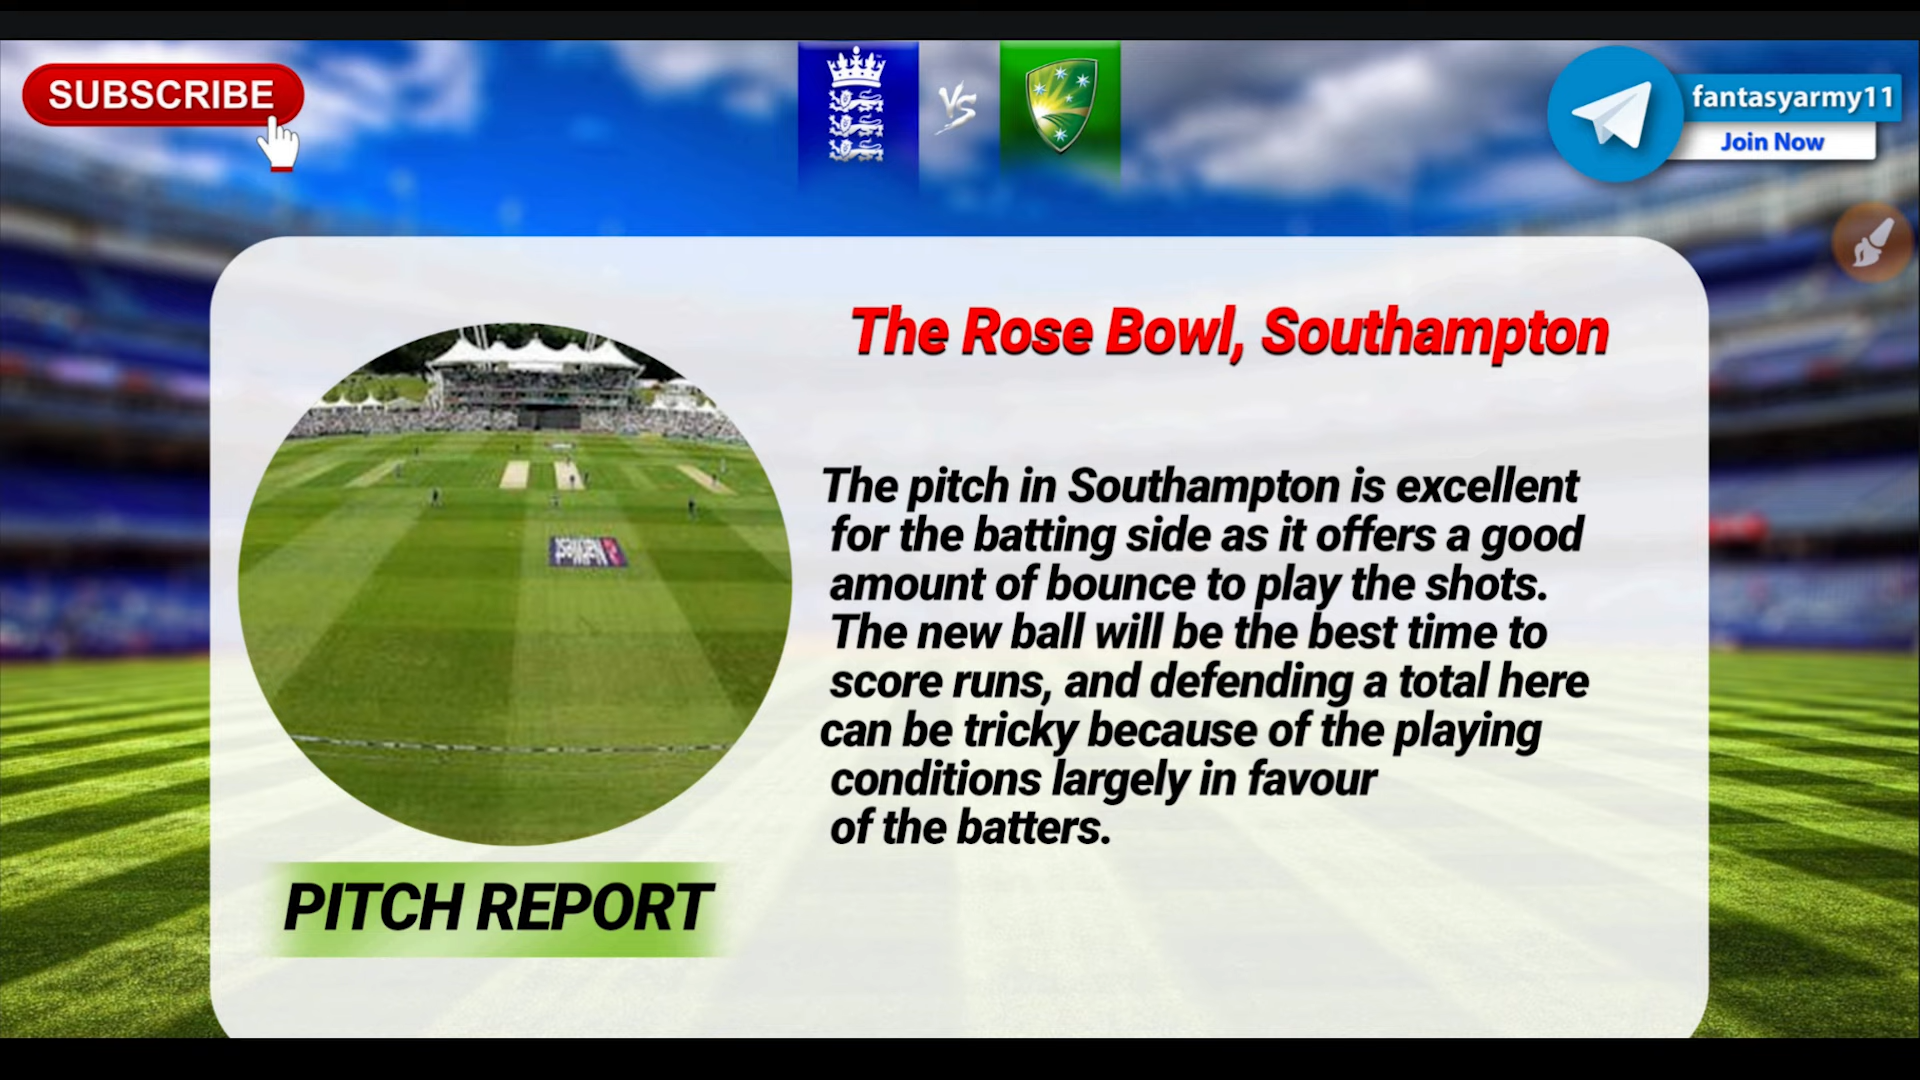 SUBSCRIBE
VS
fantasyarmy11
Join Now
The Rose Bowl, Southampton
The pitch in Southampton is excellent
for the batting side as it offers a good
amount of bounce to play the shots.
The new ball will be the best time to
score runs, and defending a total here
can be tricky because of the playing
conditions largely in favour
of the batters.
PITCH REPORT